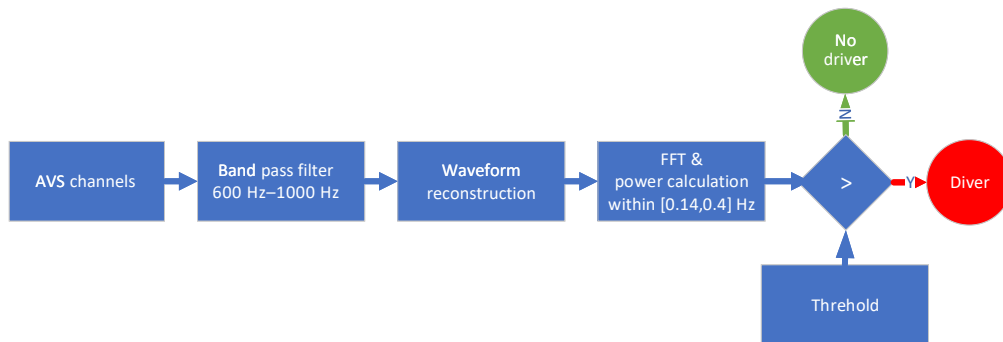 No
driver
N
AVS channels
Band pass filter
600 Hz–1000 Hz
Waveform
reconstruction
FFT &
power calculation
within [0.14,0.4] Hz
>
Y
Diver
Threhold